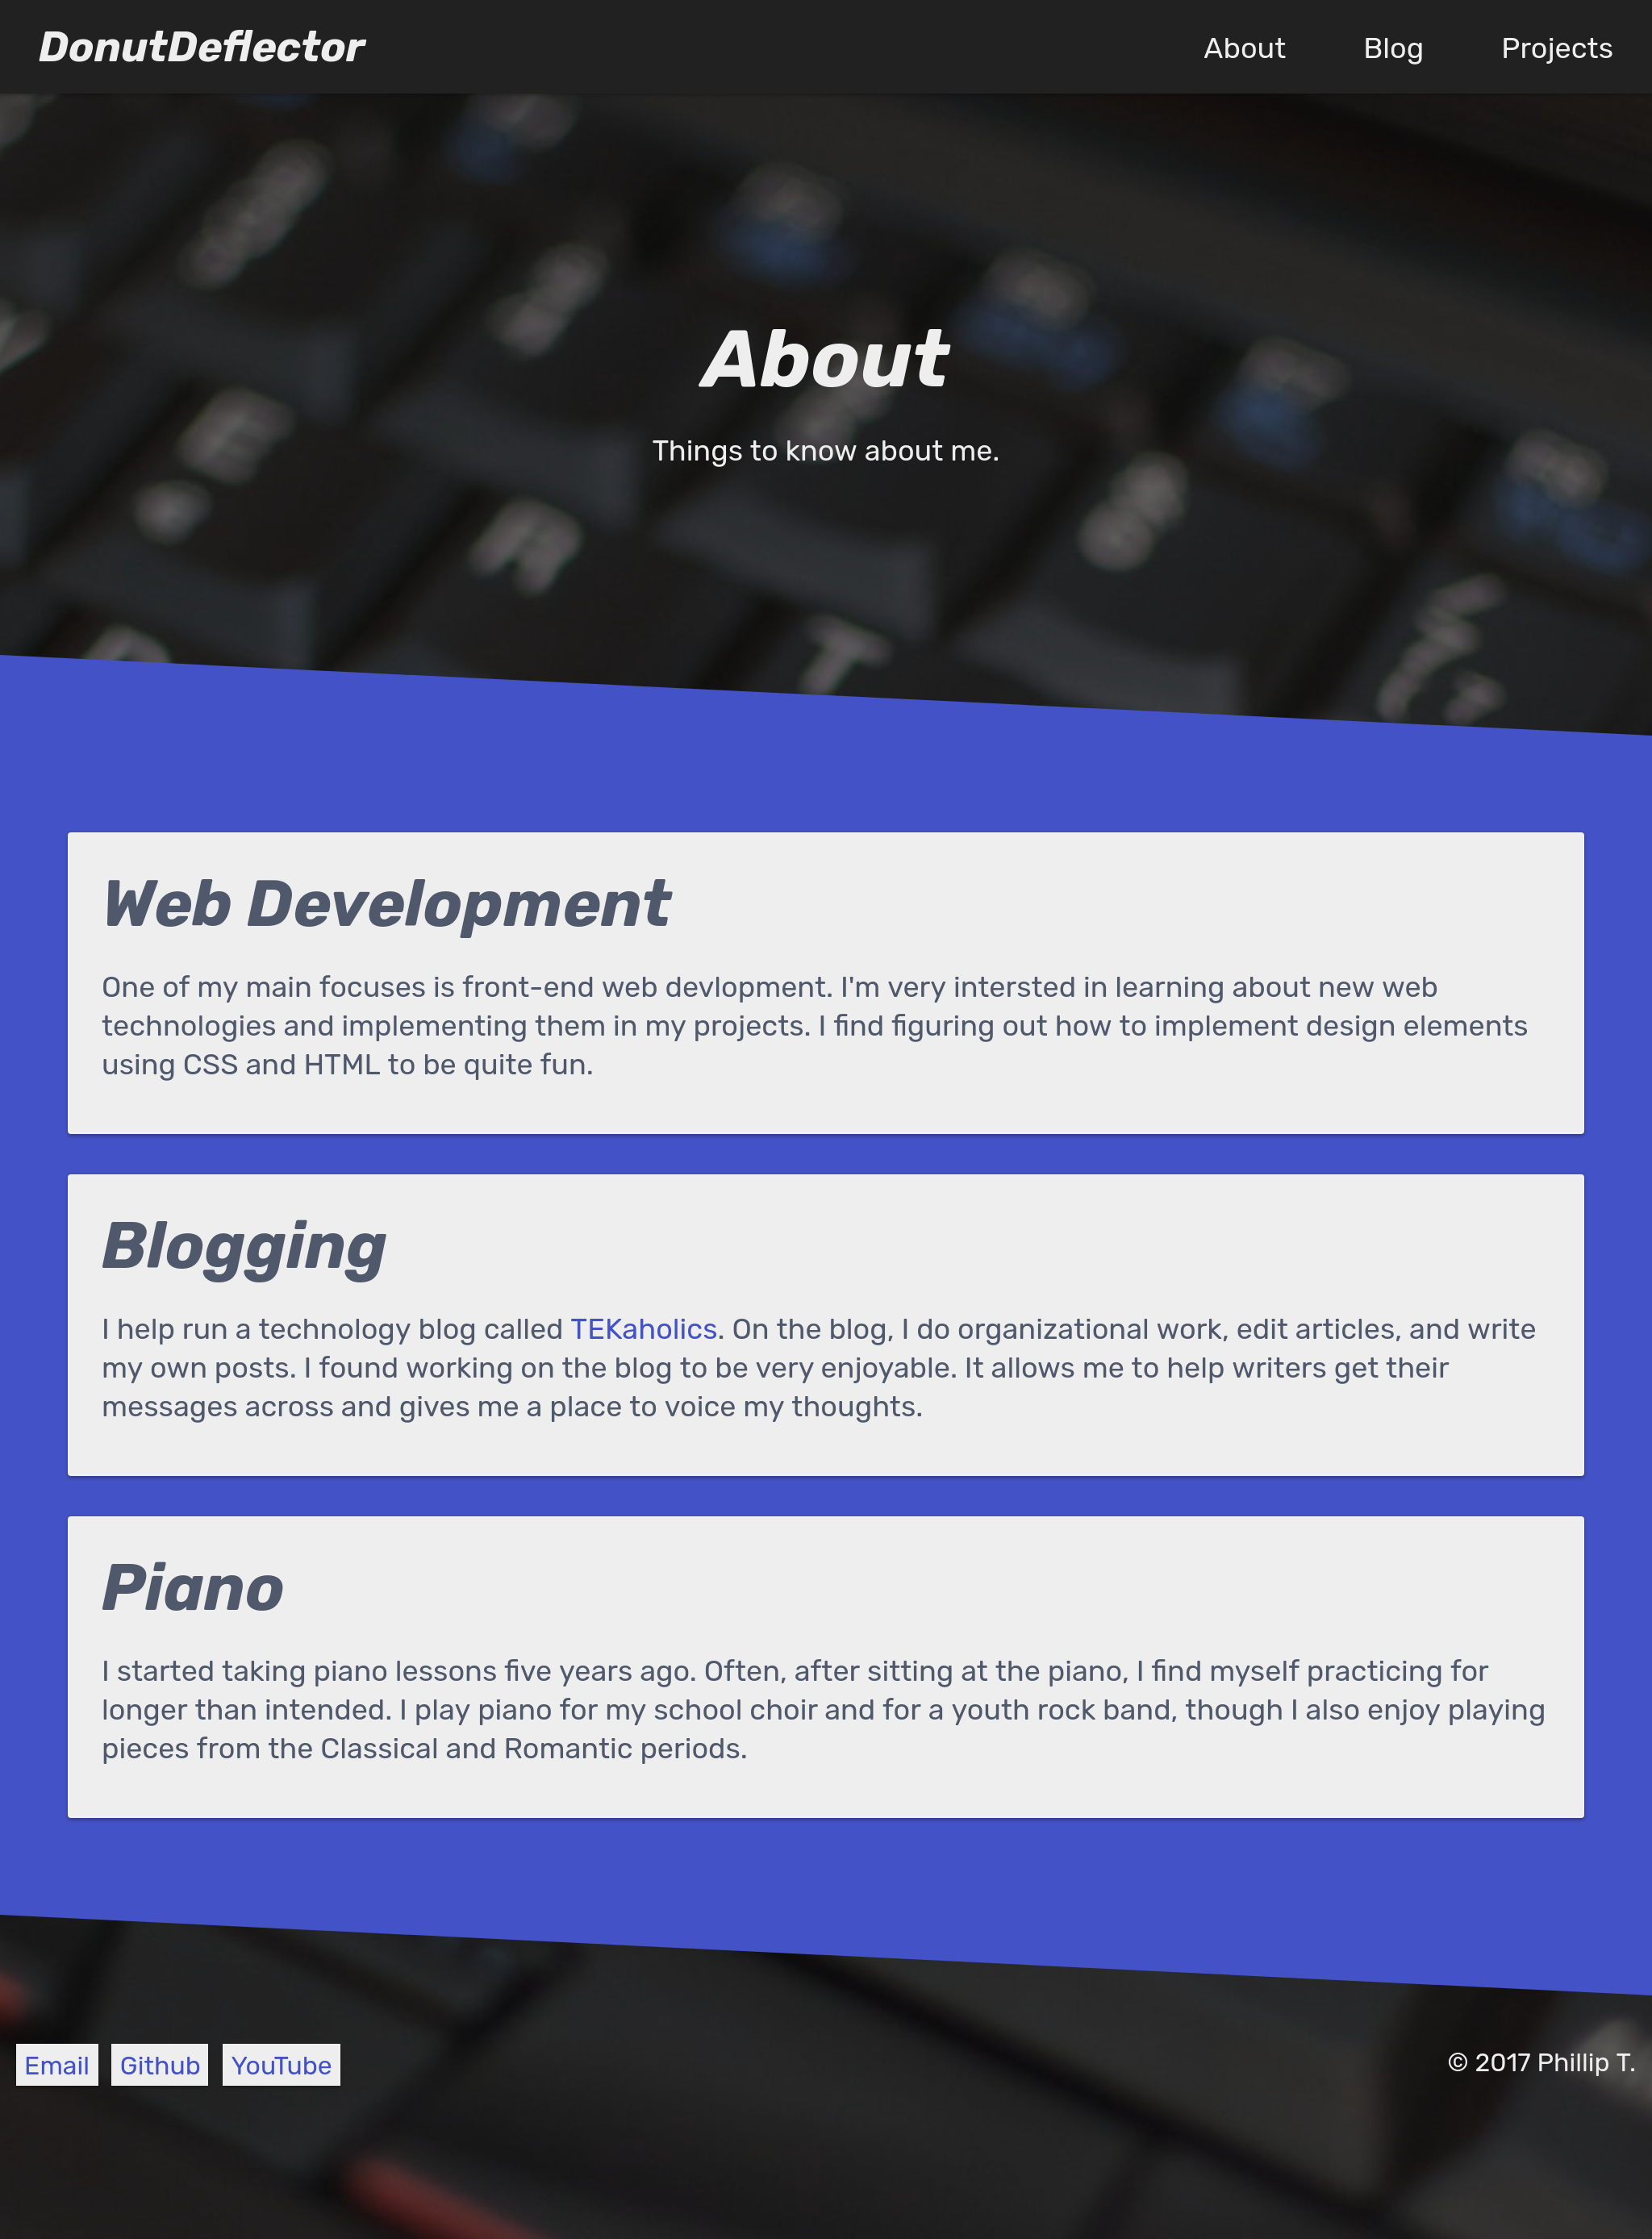 DonutDeflector
About Blog Projects
About
Things to know about me.
Web Development
One of my main focuses is front-end web devlopment. I'm very intersted in learning about new web
technologies and implementing them in my projects. I find figuring out how to implement design elements
using CSS and HTML to be quite fun.
Blogging
I help run a technology blog called TEKaholics. On the blog, I do organizational work, edit articles, and write
my own posts. I found working on the blog to be very enjoyable. It allows me to help writers get their
messages across and gives me a place to voice my thoughts.
Piano
I started taking piano lessons five years ago. Often, after sitting at the piano, I find myself practicing for
longer than intended. I play piano for my school choir and for a youth rock band, though I also enjoy playing
pieces from the Classical and Romantic periods.
Email Github YouTube
© 2017 Phillip T.